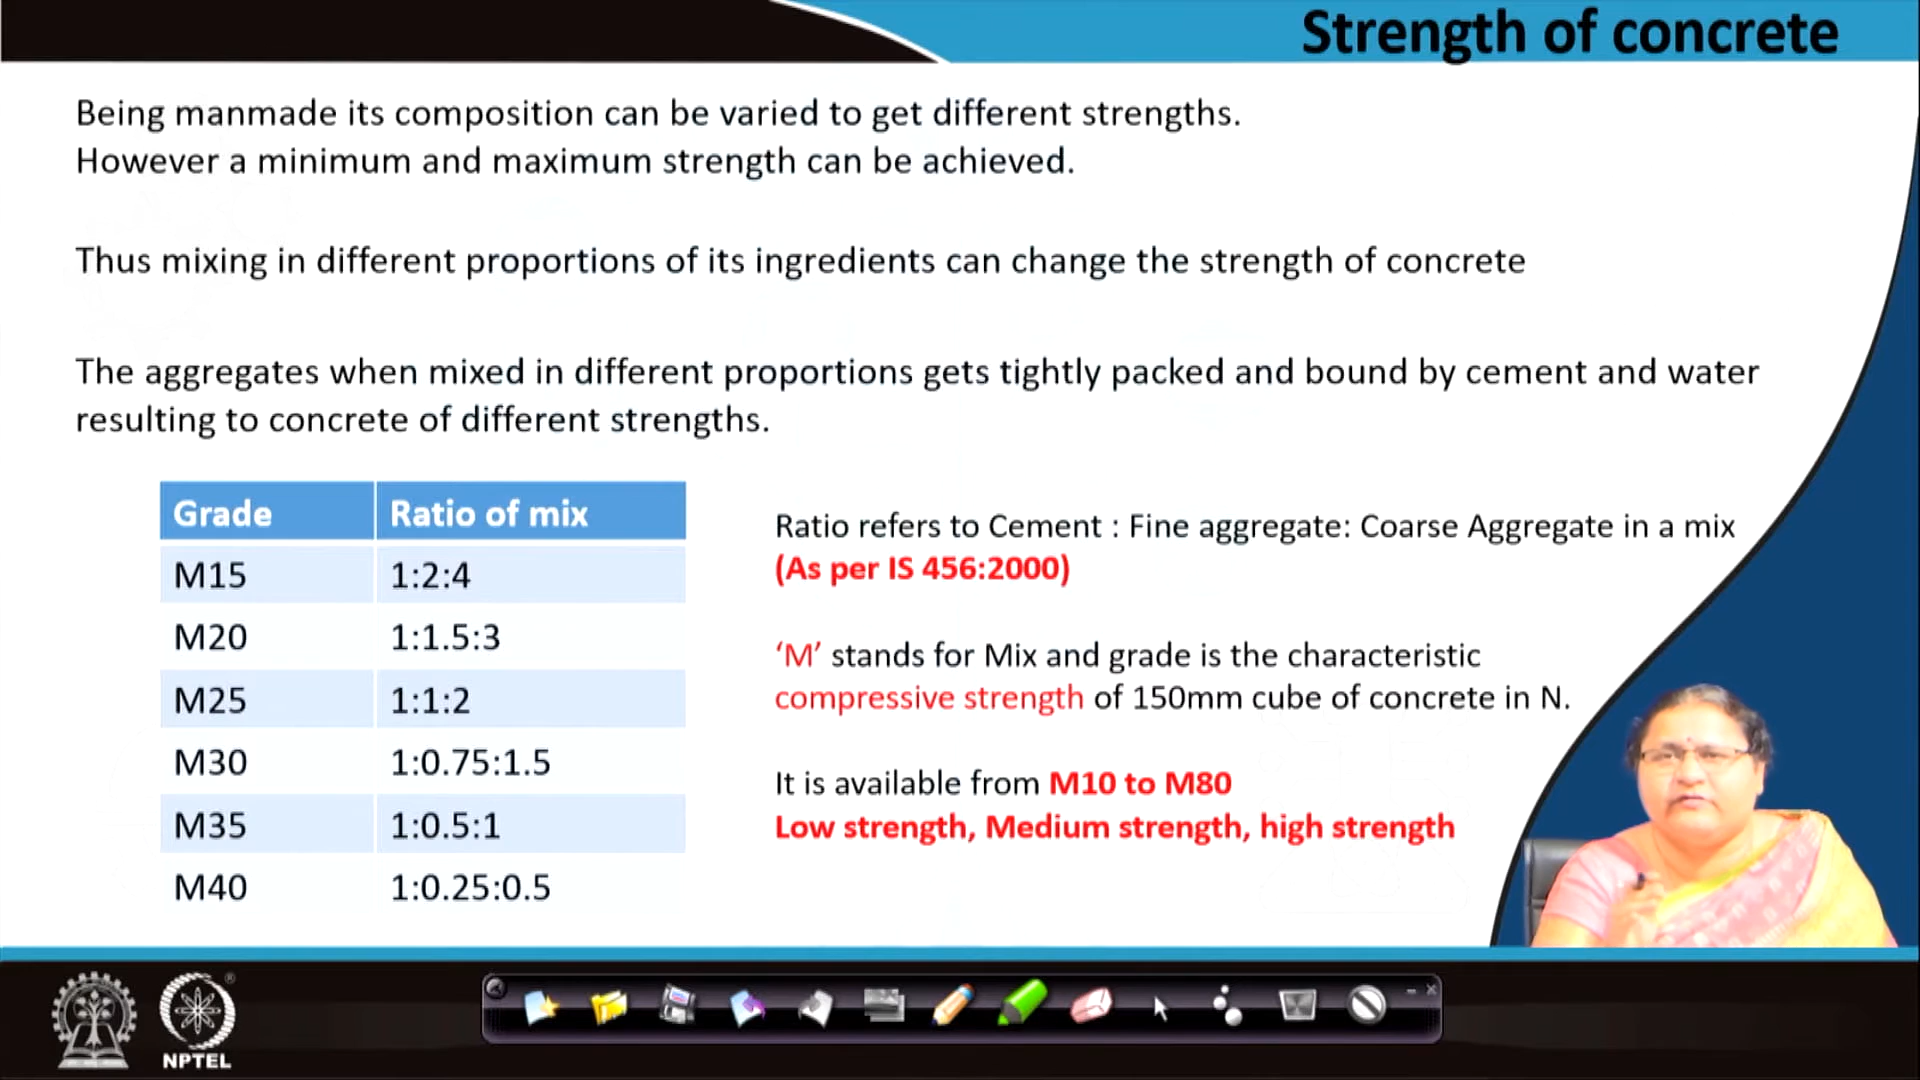 Strength of concrete
Being manmade its composition can be varied to get different strengths.
However a minimum and maximum strength can be achieved.
Thus mixing in different proportions of its ingredients can change the strength of concrete
The aggregates when mixed in different proportions gets tightly packed and bound by cement and water
resulting to concrete of different strengths.
Grade Ratio of mix
M15 1:2:4
M20 1:1.5:3
M25 1:1:2
M30 1:0.75:1.5
M35 1:0.5:1
M40 1:0.25:0.5
Ratio refers to Cement : Fine aggregate: Coarse Aggregate in a mix
(As per IS 456:2000)
‘M’ stands for Mix and grade is the characteristic
compressive strength of 150mm cube of concrete in N.
It is available from M10 to M80
Low strength, Medium strength, high strength
NPTEL
®